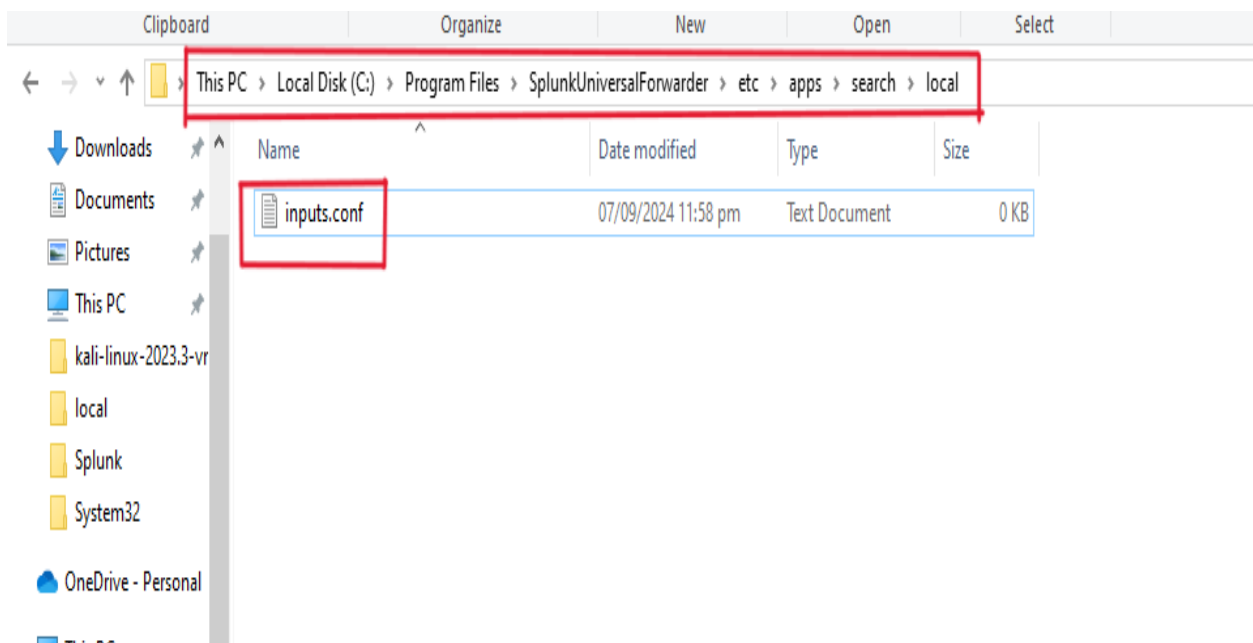 Clipboard Organize New Open Select
This PC > Local Disk (C:) > Program Files > SplunkUniversalForwarder > etc > apps > search > local
Downloads
Documents
Pictures
This PC
kali-linux-2023.3-vr
local
Splunk
System32
OneDrive - Personal
This PC
Name Date modified Type Size
inputs.conf 07/09/2024 11:58 pm Text Document 0 KB